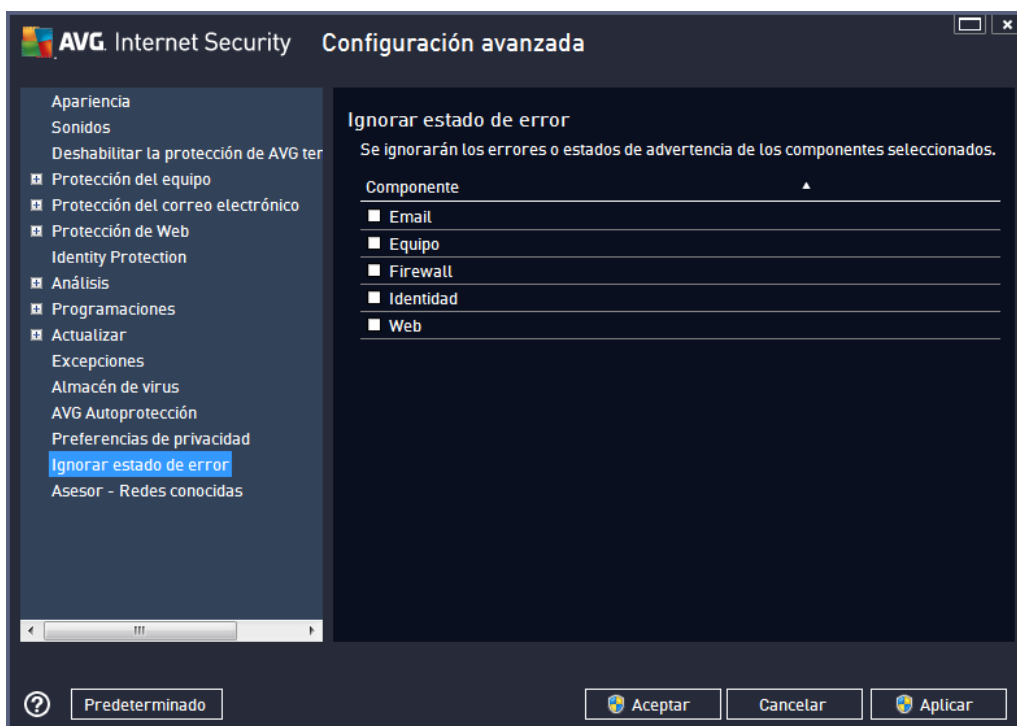 AVG. Internet Security Configuración avanzada
Apariencia
Sonidos
Deshabilitar la protección de AVG ter
Protección del equipo
Protección del correo electrónico
Protección de Web
Identity Protection
Análisis
Programaciones
Actualizar
Excepciones
Almacén de virus
AVG Autoprotección
Preferencias de privacidad
Ignorar estado de error
Asesor - Redes conocidas
Ignorar estado de error
Se ignorarán los errores o estados de advertencia de los componentes seleccionados.
Componente
Email
Equipo
Firewall
Identidad
Web
Predeterminado
Aceptar
Cancelar
Aplicar